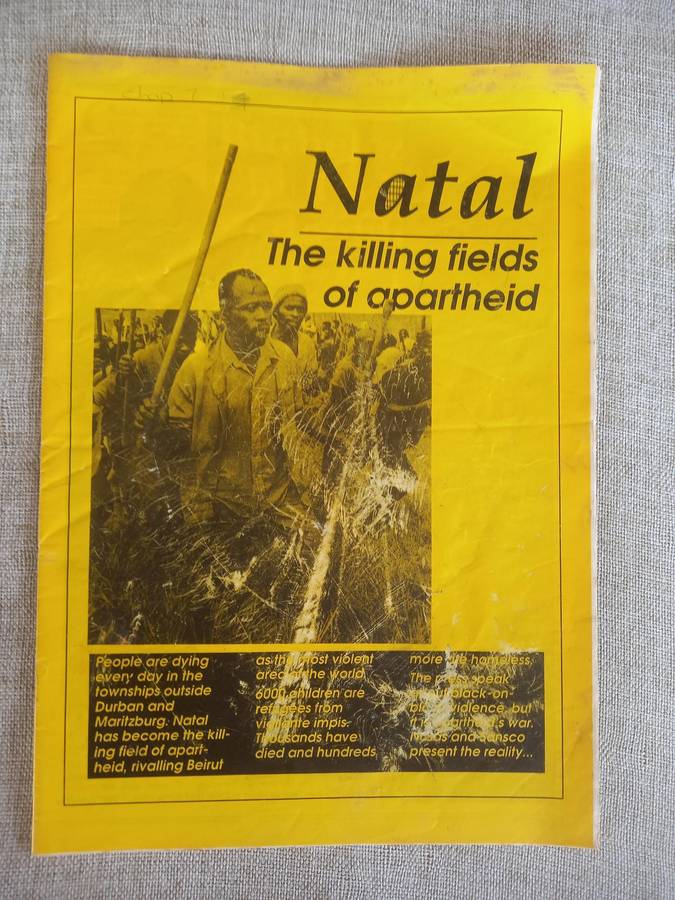 Natal
The killing fields
of apartheid
People are dying
every day in the
townships outside
Durban and
Maritzburg. Natal
has become the kill-
ing field of apart-
heid, rivalling Beirut
as the most violent
area of the world.
6000 children are
refugees from
vigilante impis.
Thousands have
died and hundreds
more are homeless.
The press speak
about black-on-
black violence, but
it is apartheid's war.
Nusas and Sansco
present the reality...